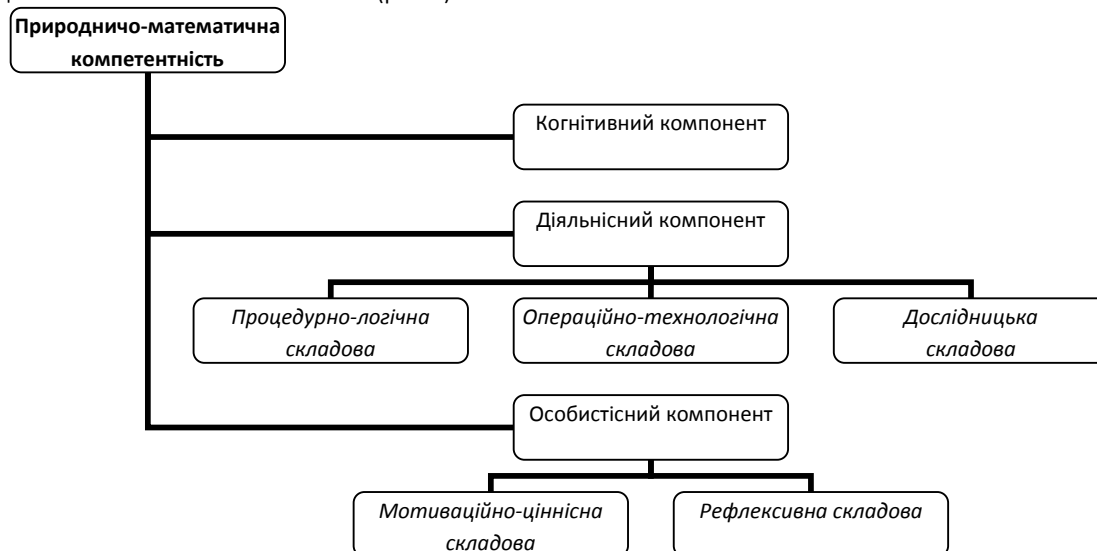 Природничо-математична
компетентність
Когнітивний компонент
Діяльнісний компонент
Процедурно-логічна
складова
Операційно-технологічна
складова
Дослідницька
складова
Особистісний компонент
Мотиваційно-ціннісна
складова
Рефлексивна складова